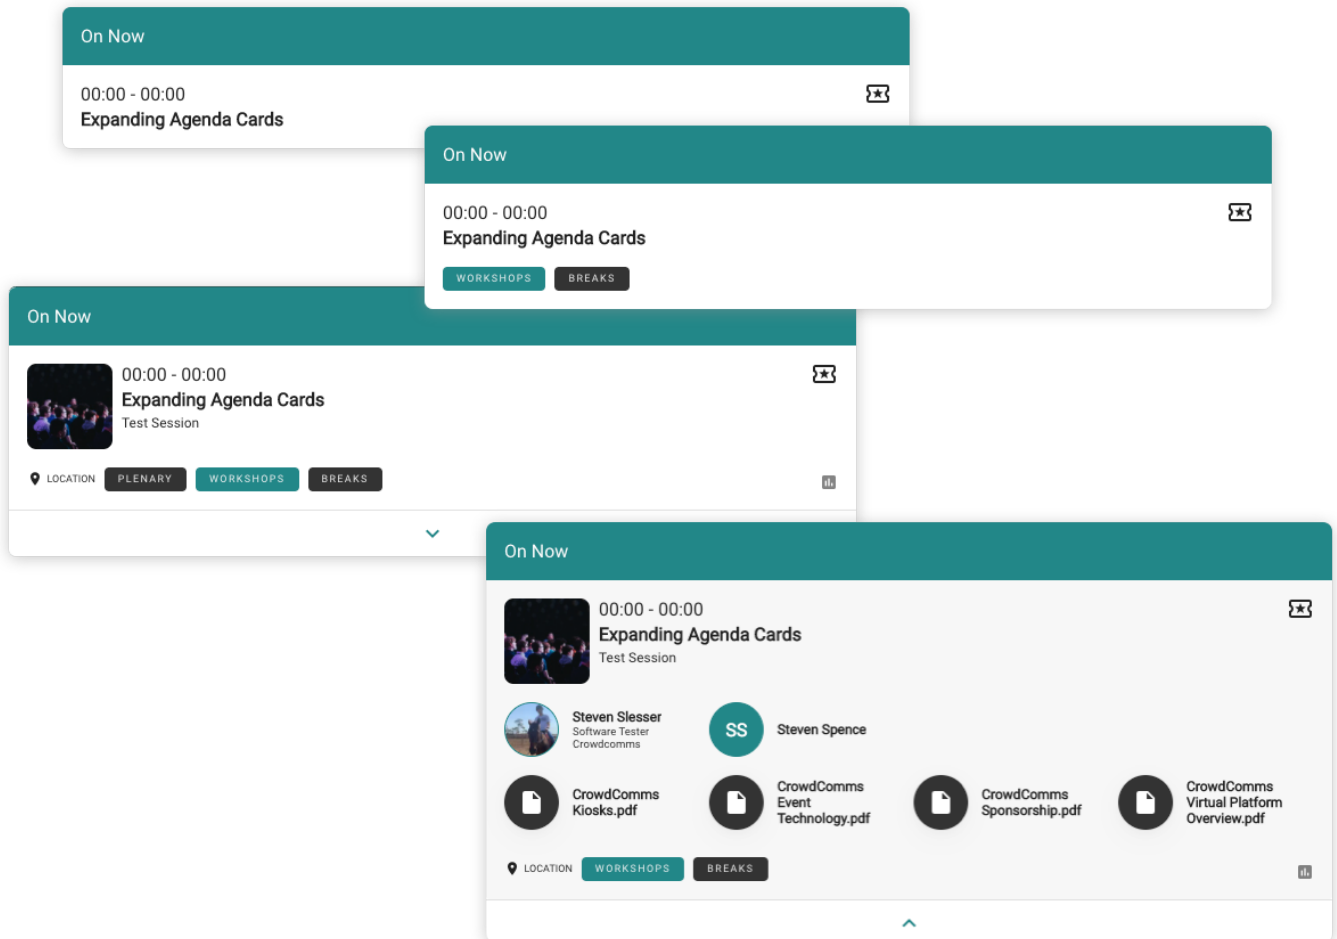 On Now
00:00 - 00:00
Expanding Agenda Cards
On Now
00:00 - 00:00
Expanding Agenda Cards
WORKSHOPS BREAKS
On Now
00:00 - 00:00
Expanding Agenda Cards
Test Session
LOCATION PLENARY WORKSHOPS BREAKS
On Now
00:00 - 00:00
Expanding Agenda Cards
Test Session
Steven Slesser
Software Tester
Crowdcomms
SS
Steven Spence
CrowdComms
Kiosks.pdf
CrowdComms
Event
Technology.pdf
CrowdComms
Sponsorship.pdf
CrowdComms
Virtual Platform
Overview.pdf
LOCATION WORKSHOPS BREAKS